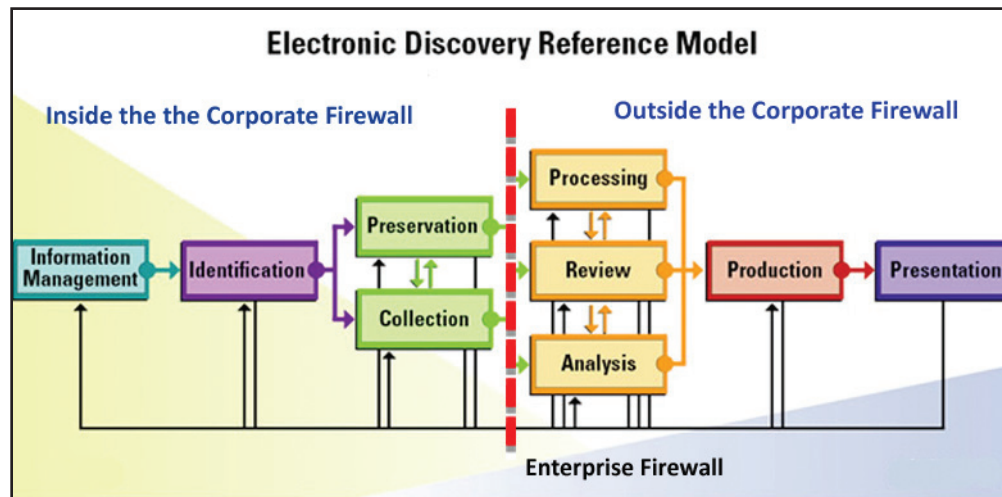 Electronic Discovery Reference Model
Inside the the Corporate Firewall
Outside the Corporate Firewall
Processing
Preservation
Information
Management
Identification
Review
Production
Presentation
Collection
Analysis
Enterprise Firewall